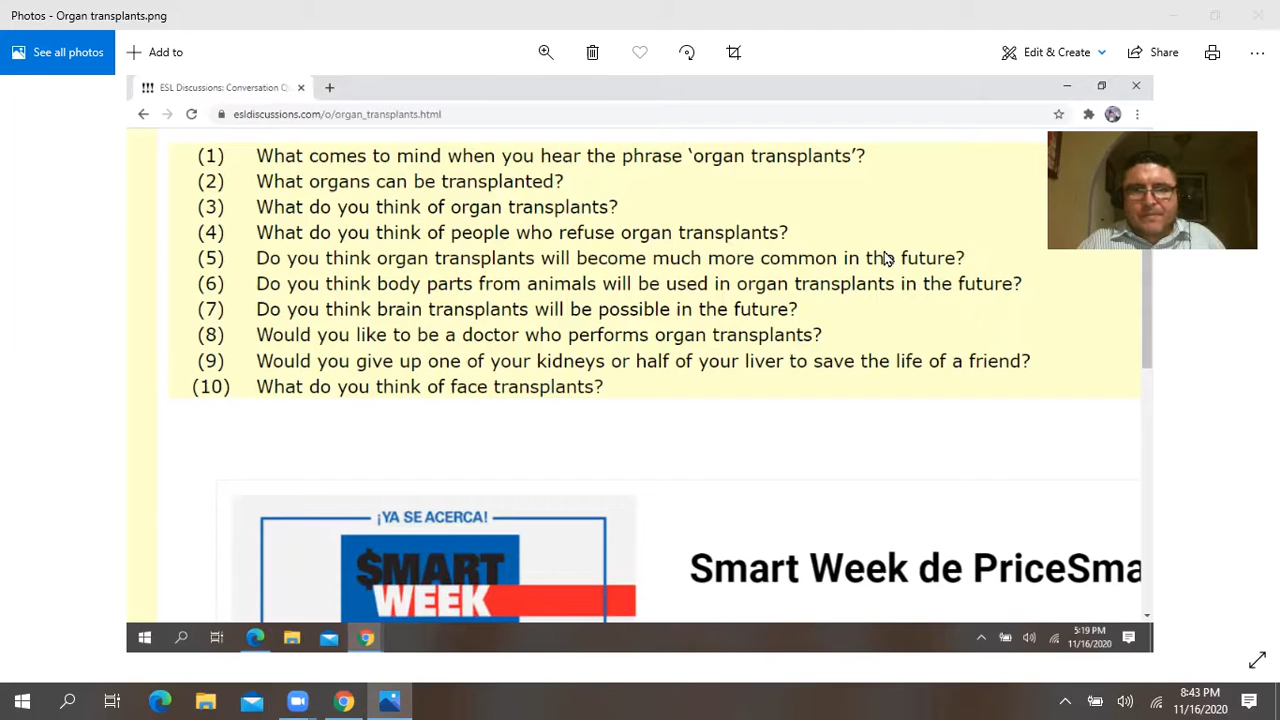 Photos - Organ transplants.png
See all photos
Add to
Edit & Create
Share
ESL Discussions: Conversation Q
esldiscussions.com/o/organ_transplants.html
(1) What comes to mind when you hear the phrase ‘organ transplants’?
(2) What organs can be transplanted?
(3) What do you think of organ transplants?
(4) What do you think of people who refuse organ transplants?
(5) Do you think organ transplants will become much more common in the future?
(6) Do you think body parts from animals will be used in organ transplants in the future?
(7) Do you think brain transplants will be possible in the future?
(8) Would you like to be a doctor who performs organ transplants?
(9) Would you give up one of your kidneys or half of your liver to save the life of a friend?
(10) What do you think of face transplants?
¡YA SE ACERCA!
$MART
WEEK
Smart Week de PriceSma
5:19 PM
11/16/2020
8:43 PM
11/16/2020